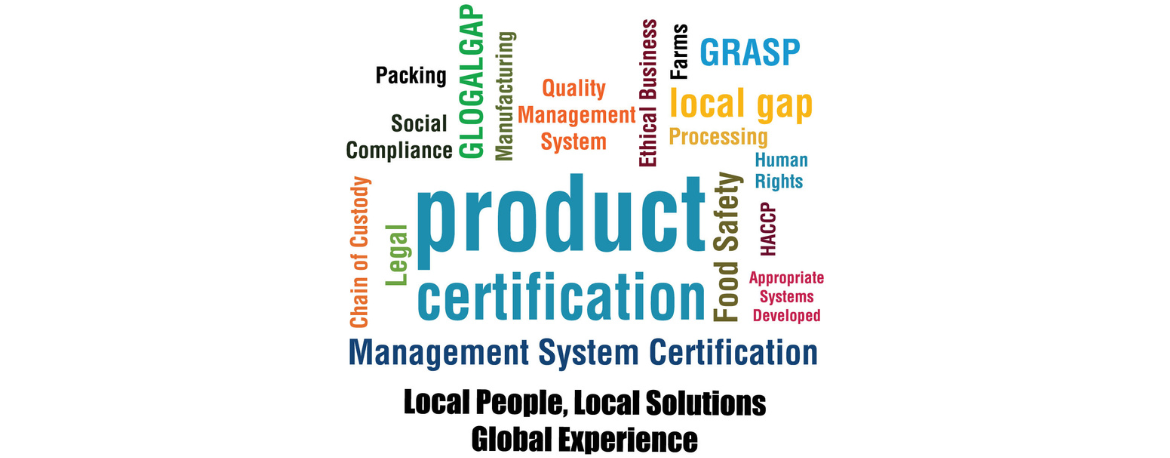 Packing
Social
Compliance
GLOGALGAP
Manufacturing
Quality
Management
System
Ethical Business
Farms
GRASP
local gap
Processing
Human
Rights
Chain of Custody
Legal
product
certification
Food Safety
HACCP
Appropriate
Systems
Developed
Management System Certification
Local People, Local Solutions
Global Experience